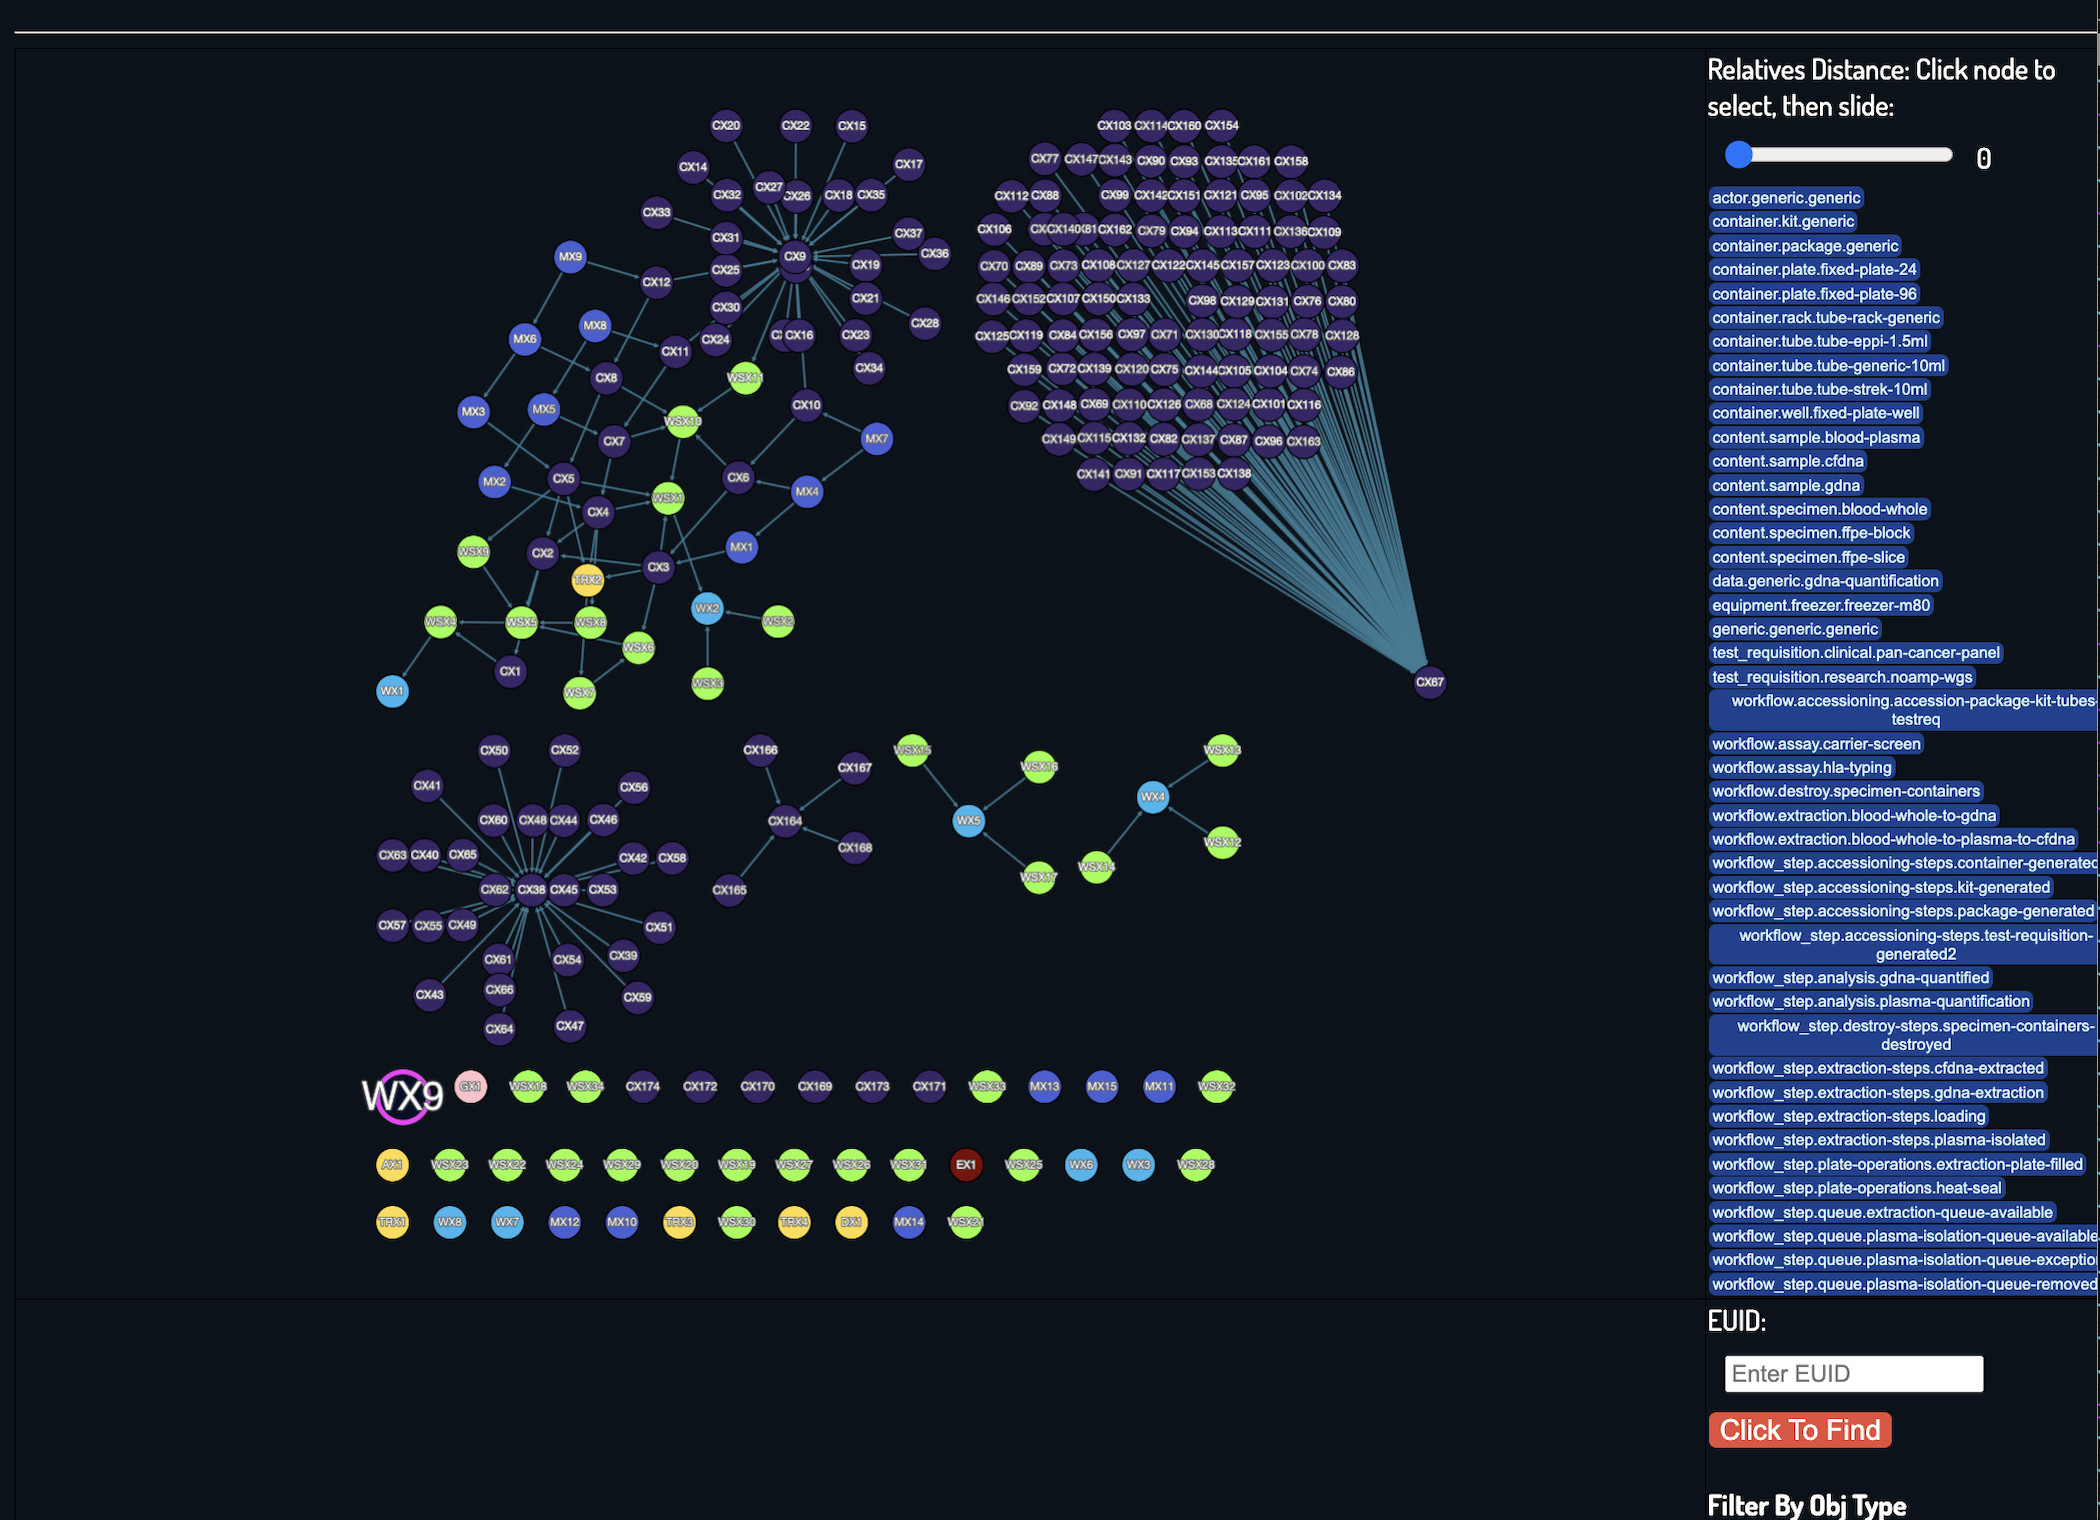 CX20 CX22 CX15
CX14 CX17
CX32 CX27 CX26 CX18 CX35
CX33
CX31 CX37
CX36
MX9 CX9
CX25 CX19
CX12
CX30 CX21
MX8 CX28
MX6 CX24 CX16 CX23
CX11
CX34
CX8 WSX11
MX3 MX5 CX10
WSX10
CX7 MX7
MX2 CX5 CX6
WSX1 MX4
CX4
WSX9 CX2 MX1
CX3
TRX2
WX2
WSX4 WSX5 WSX8 WSX2
WSX6
CX1
WX1 WSX7 WSX3
CX103 CX114 CX160 CX154
CX77 CX147 CX143 CX90 CX93 CX135 CX161 CX158
CX112 CX88 CX99 CX142 CX151 CX121 CX95 CX102 CX134
CX106 CX140 CX162 CX79 CX94 CX113 CX111 CX136 CX109
CX70 CX89 CX73 CX108 CX127 CX122 CX145 CX157 CX123 CX100 CX83
CX146 CX152 CX107 CX150 CX133 CX98 CX129 CX131 CX76 CX80
CX125 CX119 CX84 CX156 CX97 CX71 CX130 CX118 CX155 CX78 CX128
CX159 CX72 CX139 CX120 CX75 CX144 CX105 CX104 CX74 CX86
CX92 CX148 CX69 CX110 CX126 CX68 CX124 CX101 CX116
CX149 CX115 CX132 CX82 CX137 CX87 CX96 CX163
CX141 CX91 CX117 CX153 CX138
CX67
CX50 CX52
CX41 CX56
CX60 CX48 CX44 CX46
CX63 CX40 CX65 CX42 CX58
CX62 CX38 CX45 CX53
CX57 CX55 CX49 CX51
CX61 CX54 CX39
CX43 CX66 CX59
CX64 CX47
CX166 CX167
CX164
CX168
CX165
WSX15 WSX16
WX5
WSX17
WSX13
WX4
WSX12
WSX14
WX9 GX1 WSX18 WSX34 CX174 CX172 CX170 CX169 CX173 CX171 WSX33 MX13 MX15 MX11 WSX32
AX1 WSX23 WSX22 WSX24 WSX29 WSX20 WSX19 WSX27 WSX26 WSX31 EX1 WSX25 WX6 WX3 WSX28
TRX1 WX8 WX7 MX12 MX10 TRX3 WSX30 TRX4 DX1 MX14 WSX21
Relatives Distance: Click node to
select, then slide:
0
actor.generic.generic
container.kit.generic
container.package.generic
container.plate.fixed-plate-24
container.plate.fixed-plate-96
container.rack.tube-rack-generic
container.tube.tube-eppi-1.5ml
container.tube.tube-generic-10ml
container.tube.tube-strek-10ml
container.well.fixed-plate-well
content.sample.blood-plasma
content.sample.cfdna
content.sample.gdna
content.specimen.blood-whole
content.specimen.ffpe-block
content.specimen.ffpe-slice
data.generic.gdna-quantification
equipment.freezer.freezer-m80
generic.generic.generic
test_requisition.clinical.pan-cancer-panel
test_requisition.research.noamp-wgs
workflow.accessioning.accession-package-kit-tubes-
testreq
workflow.assay.carrier-screen
workflow.assay.hla-typing
workflow.destroy.specimen-containers
workflow.extraction.blood-whole-to-gdna
workflow.extraction.blood-whole-to-plasma-to-cfdna
workflow_step.accessioning-steps.container-generated
workflow_step.accessioning-steps.kit-generated
workflow_step.accessioning-steps.package-generated
workflow_step.accessioning-steps.test-requisition-
generated2
workflow_step.analysis.gdna-quantified
workflow_step.analysis.plasma-quantification
workflow_step.destroy-steps.specimen-containers-
destroyed
workflow_step.extraction-steps.cfdna-extracted
workflow_step.extraction-steps.gdna-extraction
workflow_step.extraction-steps.loading
workflow_step.extraction-steps.plasma-isolated
workflow_step.plate-operations.extraction-plate-filled
workflow_step.plate-operations.heat-seal
workflow_step.queue.extraction-queue-available
workflow_step.queue.plasma-isolation-queue-available
workflow_step.queue.plasma-isolation-queue-exceptio
workflow_step.queue.plasma-isolation-queue-removed
EUID:
Enter EUID
Click To Find
Filter By Obj Type